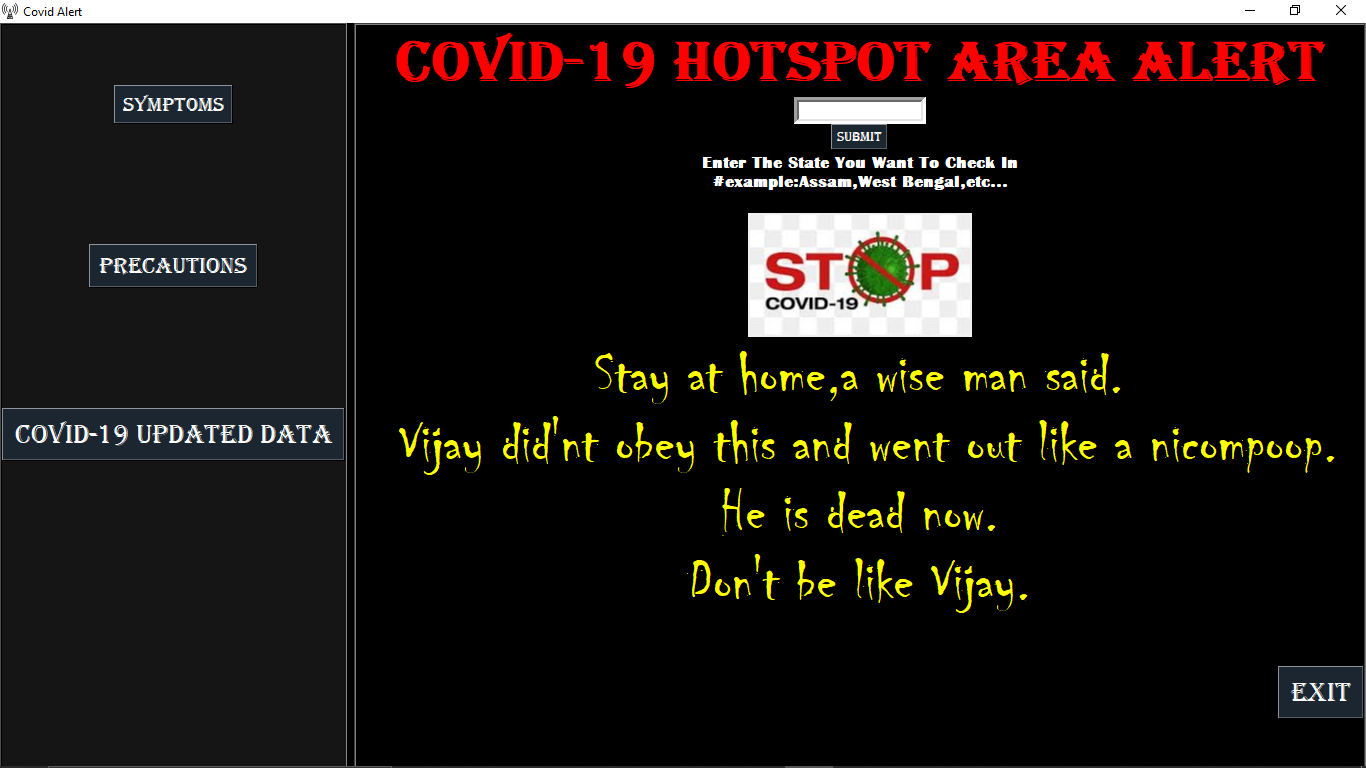 Covid Alert
COVID-19 HOTSPOT AREA ALERT
SYMPTOMS
SUBMIT
Enter The State You Want To Check In
#example:Assam,West Bengal,etc...
PRECAUTIONS
STOP
COVID-19
Stay at home,a wise man said.
COVID-19 UPDATED DATA
Vijay did'nt obey this and went out like a nicompoop.
He is dead now.
Don't be like Vijay.
EXIT